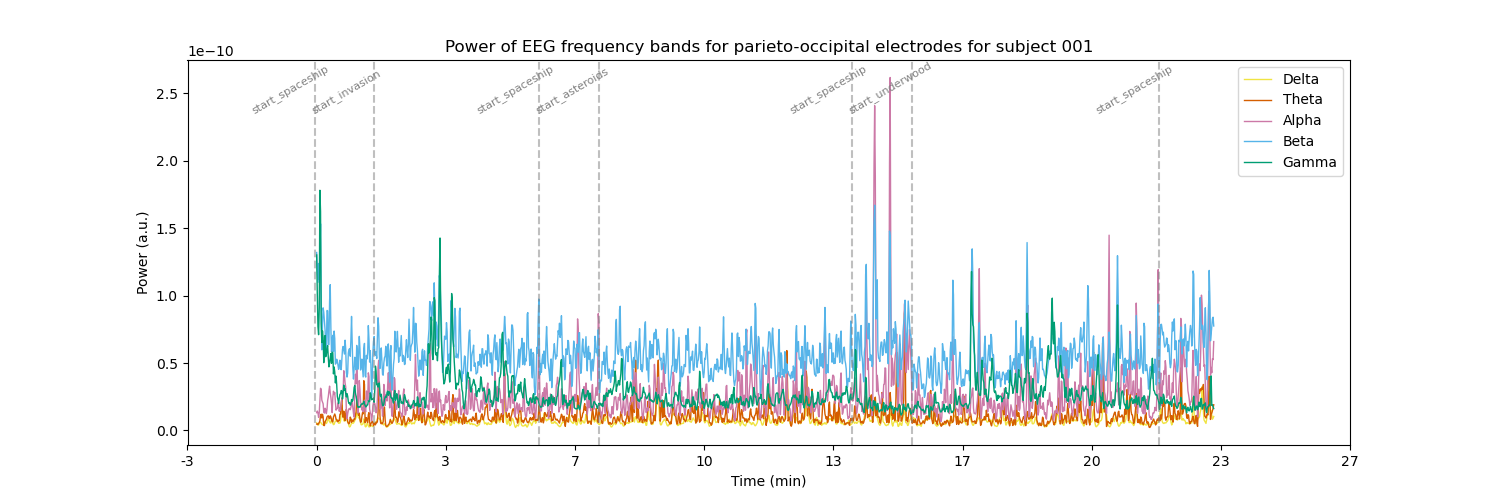 Power of EEG frequency bands for parieto-occipital electrodes for subject 001
1e−10
start_spaceship
start_invasion
start_spaceship
start_asteroids
start_spaceship
start_underwood
start_spaceship
Delta
Theta
Alpha
Beta
Gamma
2.5
2.0
1.5
1.0
0.5
0.0
Power (a.u.)
-3 0 3 7 10 13 17 20 23 27
Time (min)